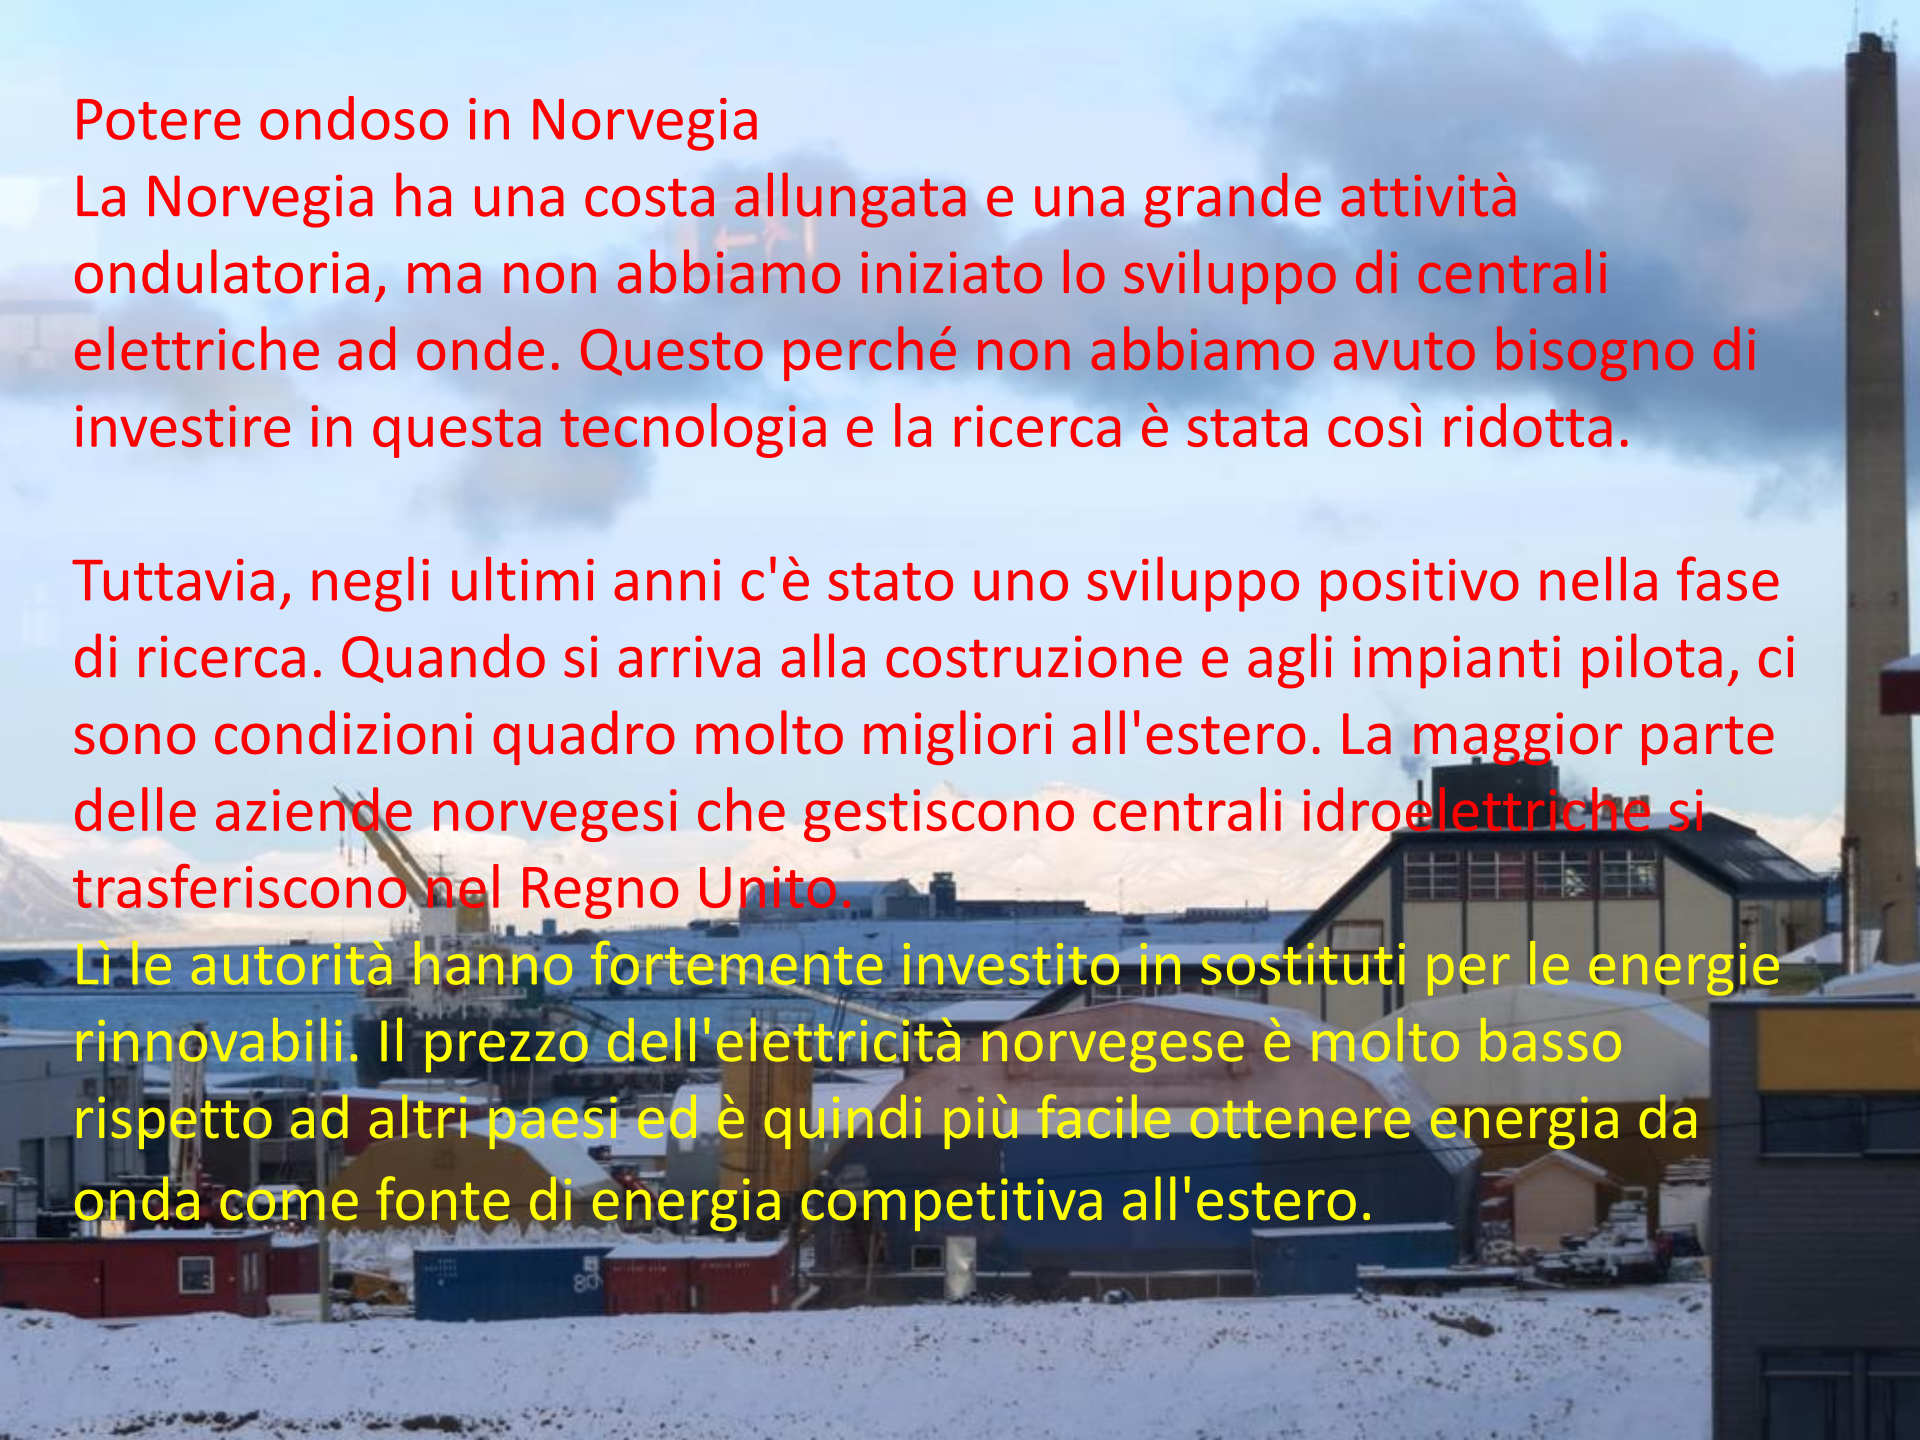 Potere ondoso in Norvegia
La Norvegia ha una costa allungata e una grande attività
ondulatoria, ma non abbiamo iniziato lo sviluppo di centrali
elettriche ad onde. Questo perché non abbiamo avuto bisogno di
investire in questa tecnologia e la ricerca è stata così ridotta.
Tuttavia, negli ultimi anni c'è stato uno sviluppo positivo nella fase
di ricerca. Quando si arriva alla costruzione e agli impianti pilota, ci
sono condizioni quadro molto migliori all'estero. La maggior parte
delle aziende norvegesi che gestiscono centrali idroelettriche si
trasferiscono nel Regno Unito.
Lì le autorità hanno fortemente investito in sostituti per le energie
rinnovabili. Il prezzo dell'elettricità norvegese è molto basso
rispetto ad altri paesi ed è quindi più facile ottenere energia da
onda come fonte di energia competitiva all'estero.
80